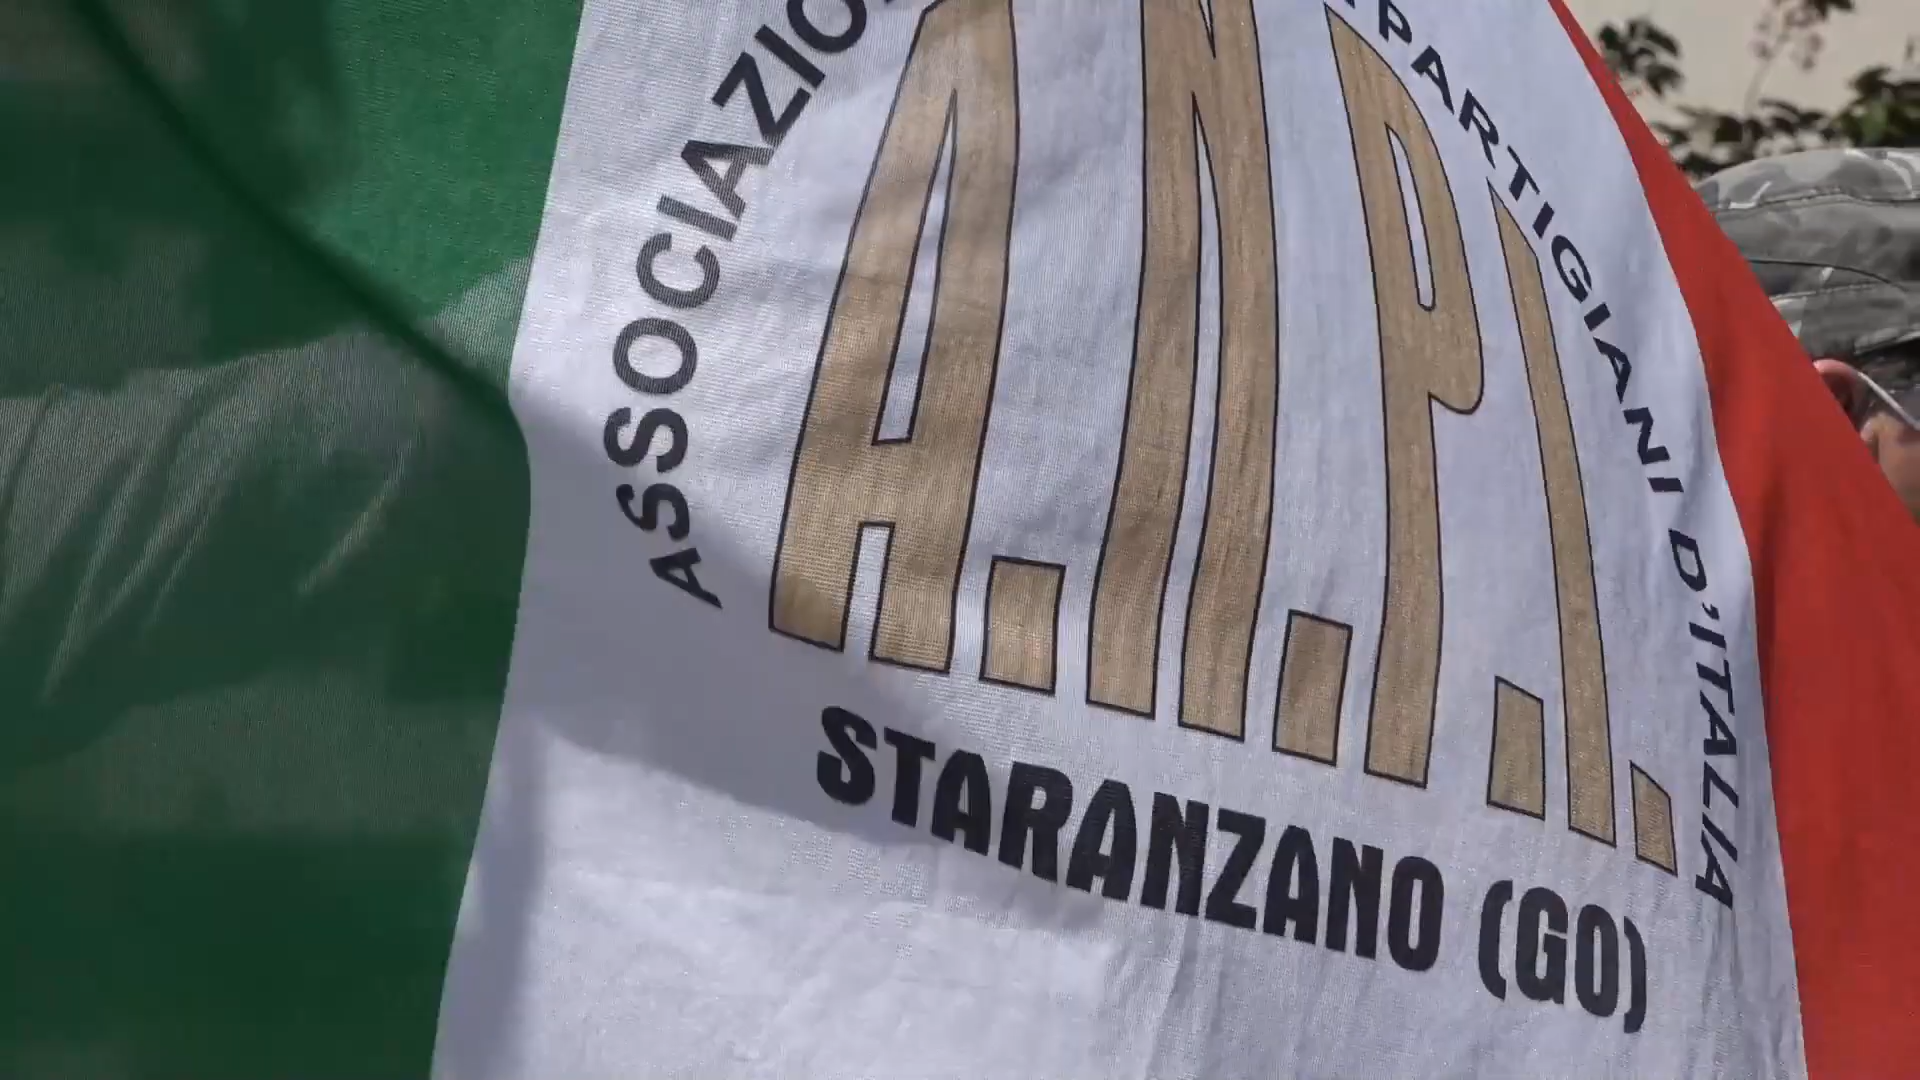 ASSOCIAZIO
PARTIGIANI D'ITALIA
A.N.P.I.
STARANZANO (GO)